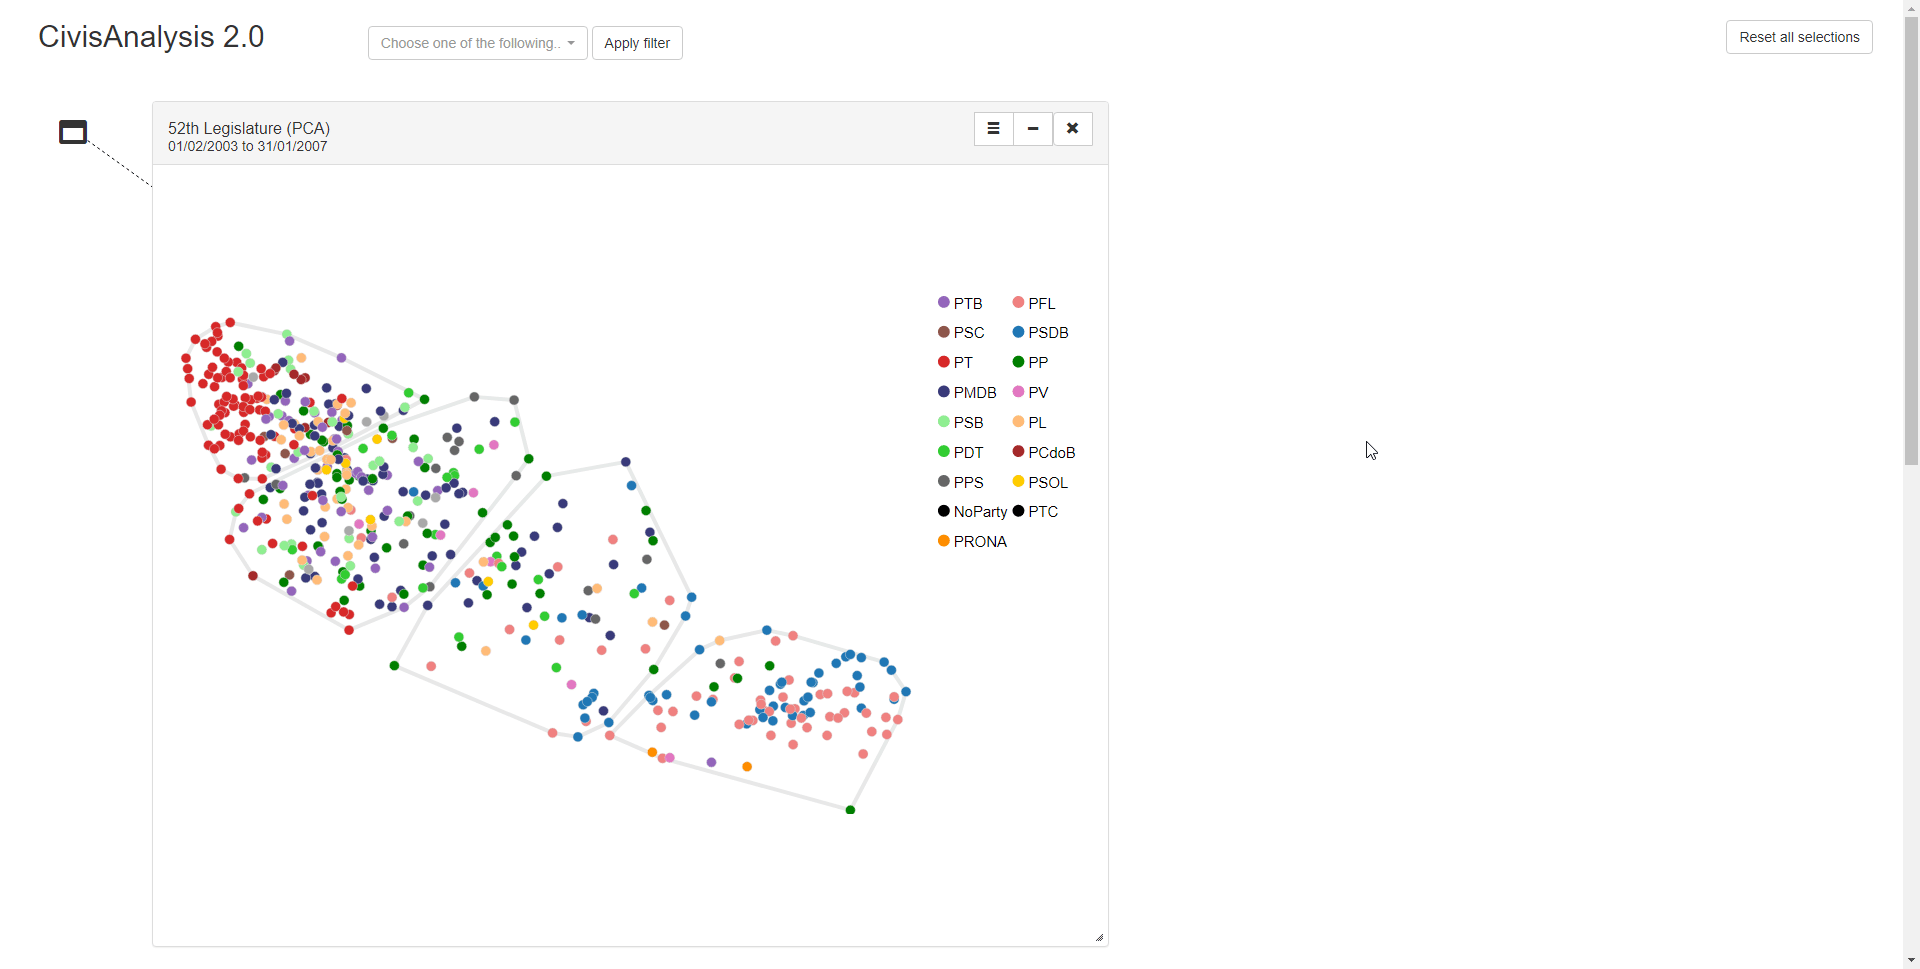 CivisAnalysis 2.0
Choose one of the following..
Apply filter
Reset all selections
52th Legislature (PCA)
01/02/2003 to 31/01/2007
PTB PFL
PSC PSDB
PT PP
PMDB PV
PSB PL
PDT PCdoB
PPS PSOL
NoParty PTC
PRONA